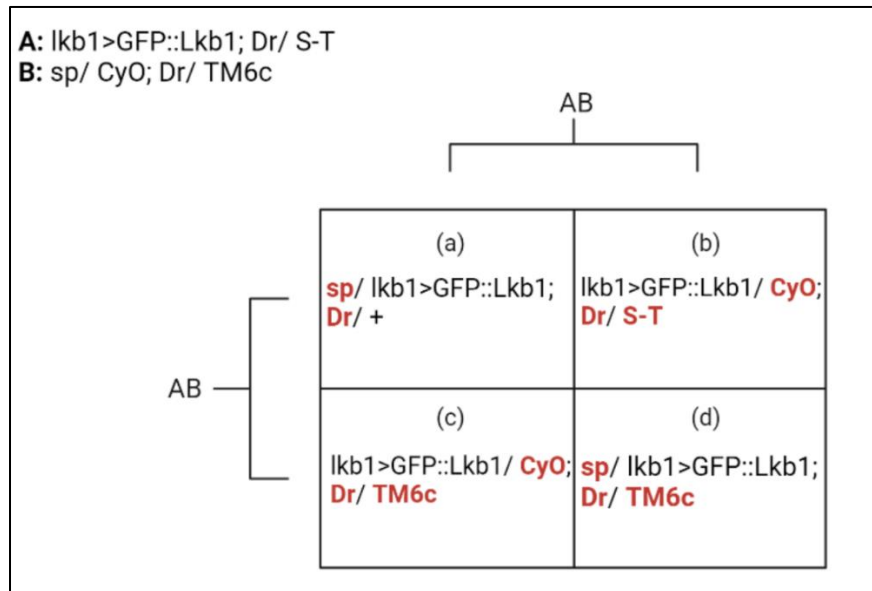 A: lkb1>GFP::Lkb1; Dr/ S-T
B: sp/ CyO; Dr/ TM6c
AB
(a)
sp/ lkb1>GFP::Lkb1;
Dr/ +
(b)
lkb1>GFP::Lkb1/ CyO;
Dr/ S-T
AB
(c)
lkb1>GFP::Lkb1/ CyO;
Dr/ TM6c
(d)
sp/ lkb1>GFP::Lkb1;
Dr/ TM6c